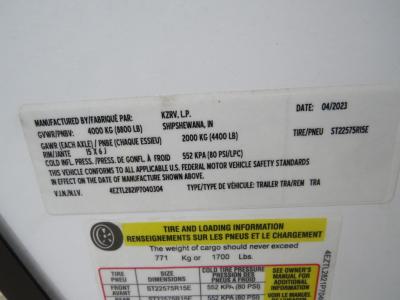 MANUFACTURED BY/FABRIQUÉ PAR: KZRV, L.P. DATE: 04/2023
SHIPSHEWANA, IN
GVWR/PNBV: 4000 KG (8800 LB)
GAWR (EACH AXLE) / PNBE (CHAQUE ESSIEU) 2000 KG (4400 LB) TIRE/PNEU ST22575R15E
RIM/JANTE 15 X 6 J
COLD INFL. PRESS. / PRESS. DE GONFL. À FROID 552 KPA (80 PSI/LPC)
THIS VEHICLE CONFORMS TO ALL APPLICABLE U.S. FEDERAL MOTOR VEHICLE SAFETY STANDARDS
IN EFFECT ON THE DATE OF MANUFACTURE SHOWN ABOVE.
V.I.N./N.I.V.: TYPE/TYPE DE VÉHICULE: TRAILER TRA/REM TRA
TIRE AND LOADING INFORMATION
RENSEIGNEMENTS SUR LES PNEUS ET LE CHARGEMENT
The weight of cargo should never exceed
771 Kg or 1700 Lbs.
TIRE PNEU SIZE DIMENSIONS COLD TIRE PRESSURE
SEE OWNER'S MANUAL FOR ADDITIONAL INFORMATION
FRONT AVANT ST22575R15E 552 KPA (80 PSI)